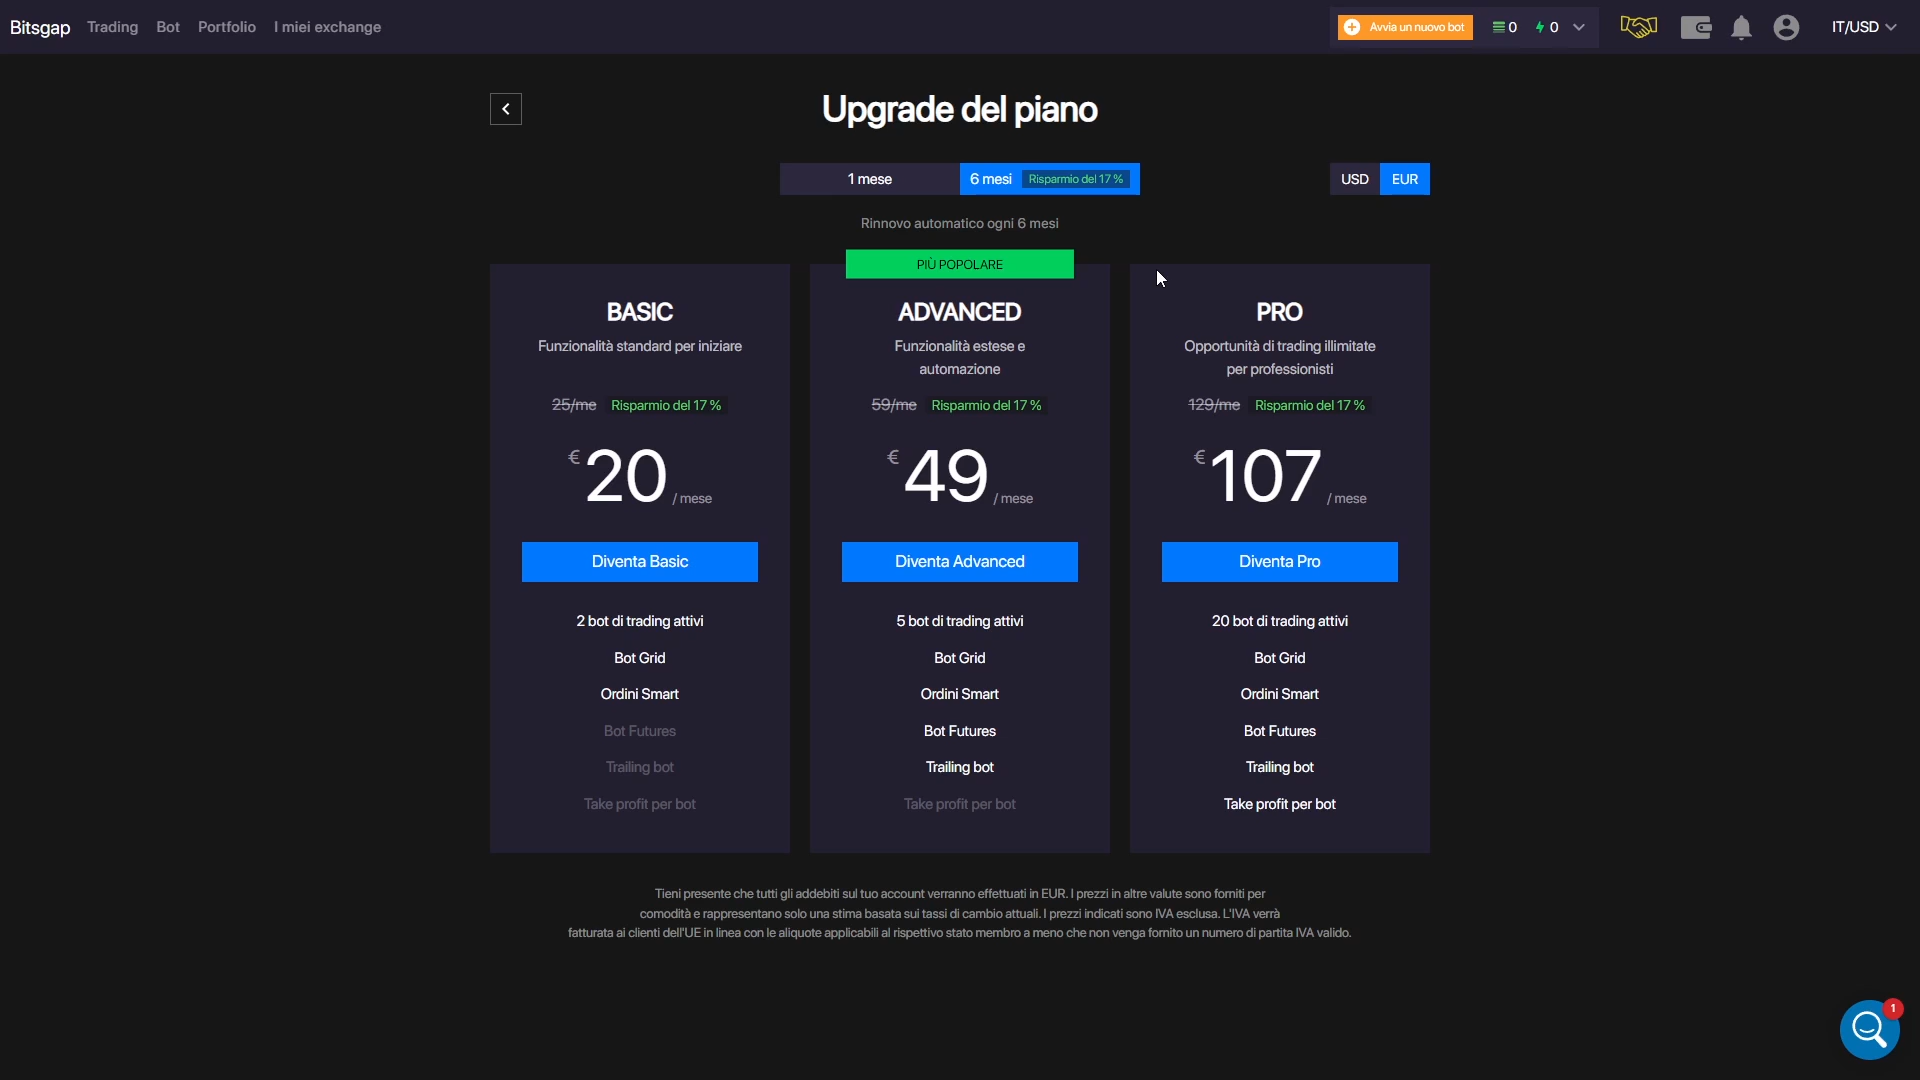 Bitsgap Trading Bot Portfolio I miei exchange Avvia un nuovo bot 0 0 IT/USD
Upgrade del piano
1 mese 6 mesi Risparmio del 17 % USD EUR
Rinnovo automatico ogni 6 mesi
PIÙ POPOLARE
BASIC
Funzionalità standard per iniziare
25/me Risparmio del 17 %
€ 20 / mese
Diventa Basic
2 bot di trading attivi
Bot Grid
Ordini Smart
Bot Futures
Trailing bot
Take profit per bot
ADVANCED
Funzionalità estese e
automazione
59/me Risparmio del 17 %
€ 49 / mese
Diventa Advanced
5 bot di trading attivi
Bot Grid
Ordini Smart
Bot Futures
Trailing bot
Take profit per bot
PRO
Opportunità di trading illimitate
per professionisti
129/me Risparmio del 17 %
€ 107 / mese
Diventa Pro
20 bot di trading attivi
Bot Grid
Ordini Smart
Bot Futures
Trailing bot
Take profit per bot
Tieni presente che tutti gli addebiti sul tuo account verranno effettuati in EUR. I prezzi in altre valute sono forniti per
comodità e rappresentano solo una stima basata sui tassi di cambio attuali. I prezzi indicati sono IVA esclusa. L'IVA verrà
fatturata ai clienti dell'UE in linea con le aliquote applicabili al rispettivo stato membro a meno che non venga fornito un numero di partita IVA valido.
1